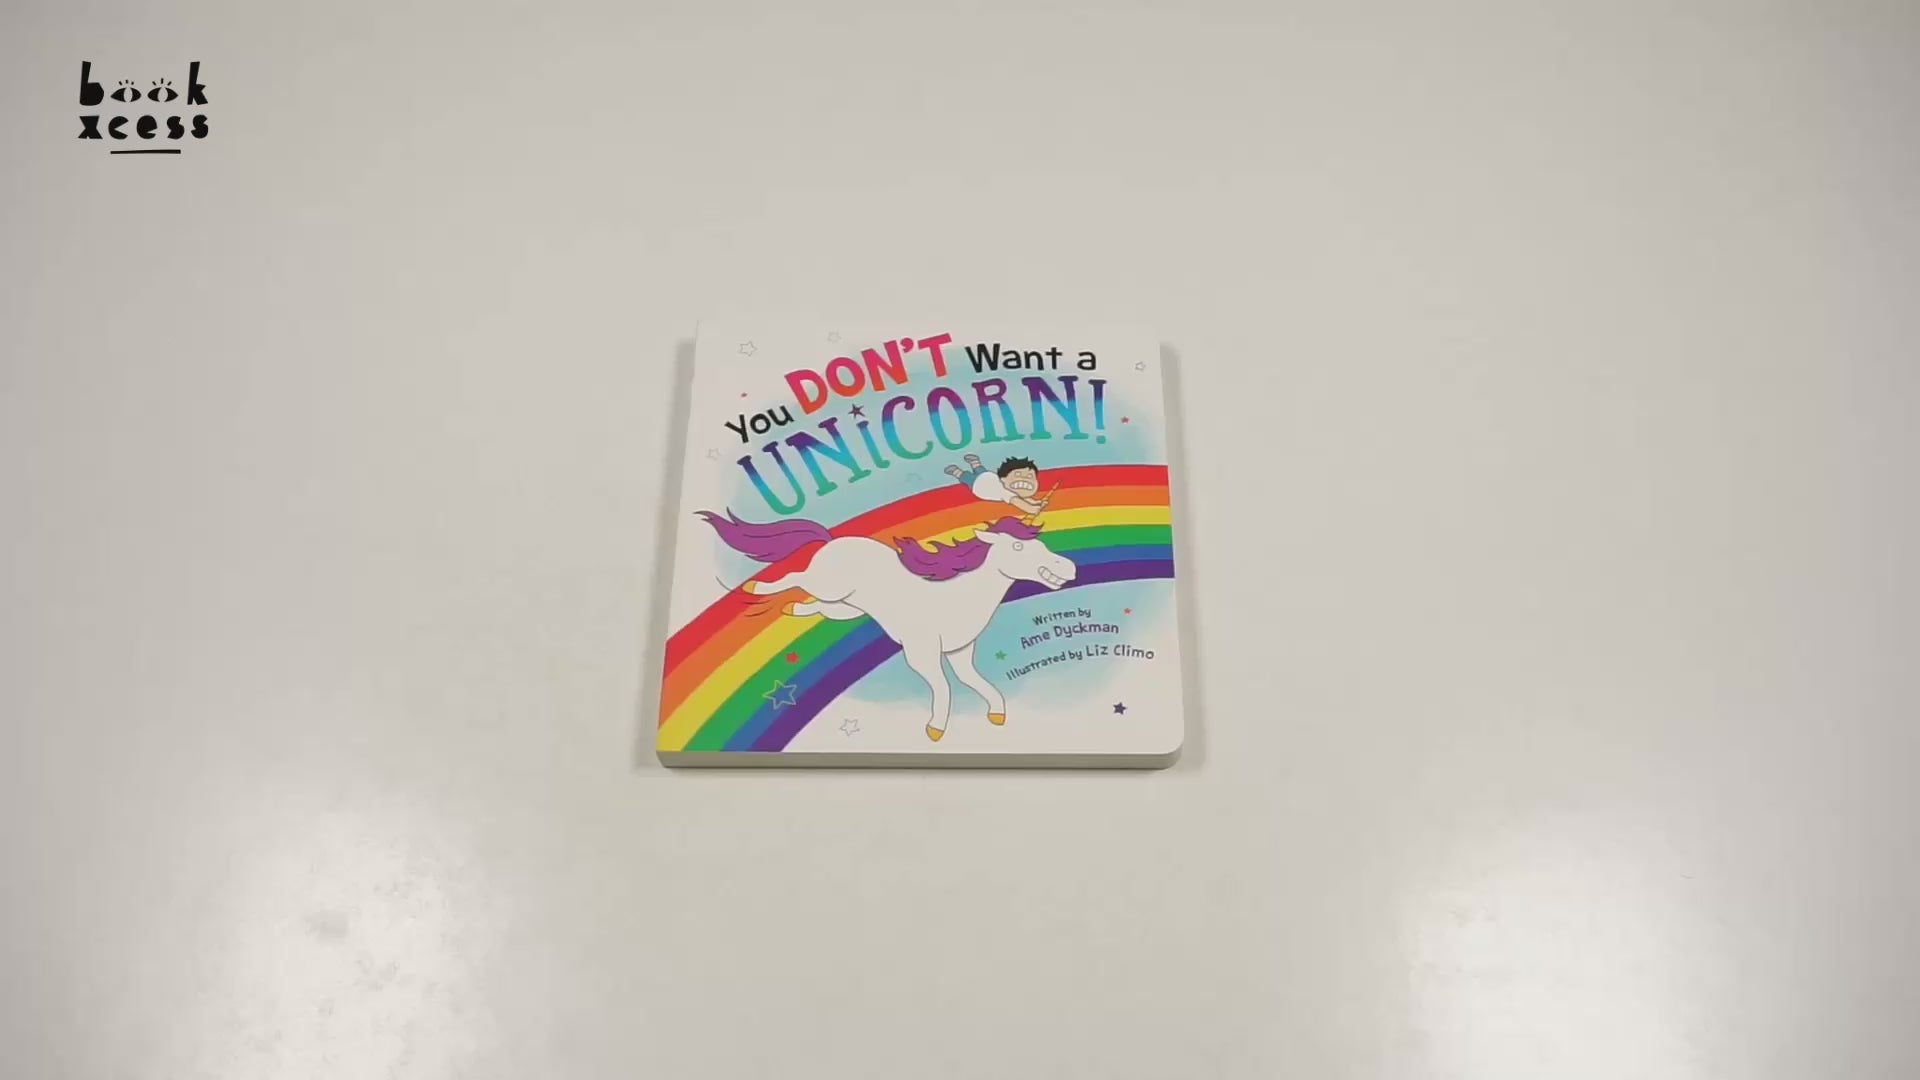 book
xcess
You DON'T Want a
UNiCORN!
Written by
Ame Dyckman
Illustrated by Liz Climo